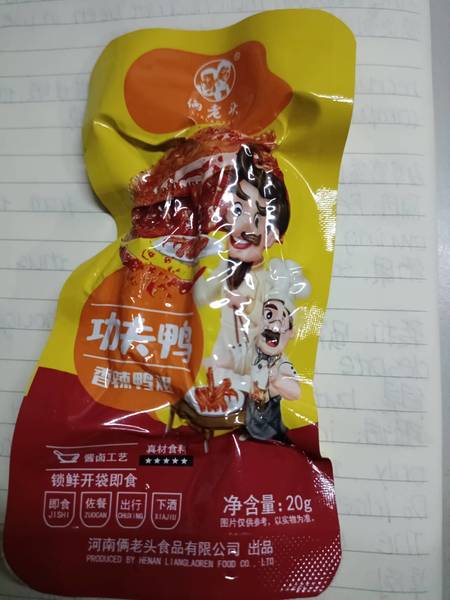 ®
俩老头
功夫鸭
香辣鸭
酱卤工艺
真材食料
★★★★★
锁鲜开袋即食
即食 佐餐 出行 下酒
JISHI ZUOCAN CHUXING XIAJIU
净含量:20g
图片仅供参考,以实物为准。
河南俩老头食品有限公司 出品
PRODUCED BY HENAN LIANGLAOREN FOOD CO., LTD